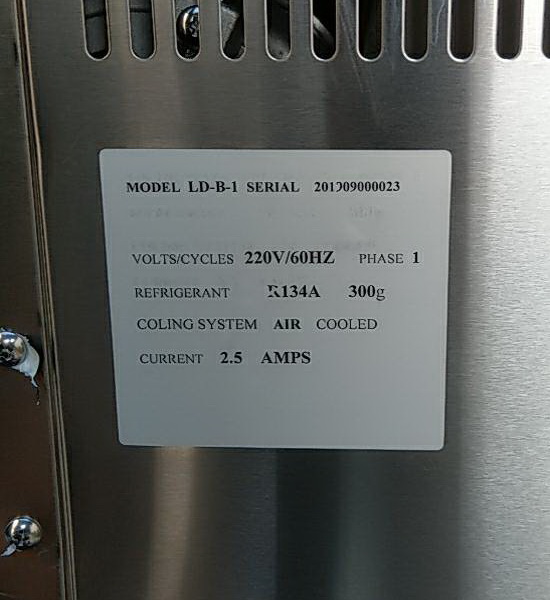 MODEL LD-B-1 SERIAL
VOLTS/CYCLES 220V/60HZ PHASE 1
REFRIGERANT R134A 300g
COLING SYSTEM AIR COOLED
CURRENT 2.5 AMPS